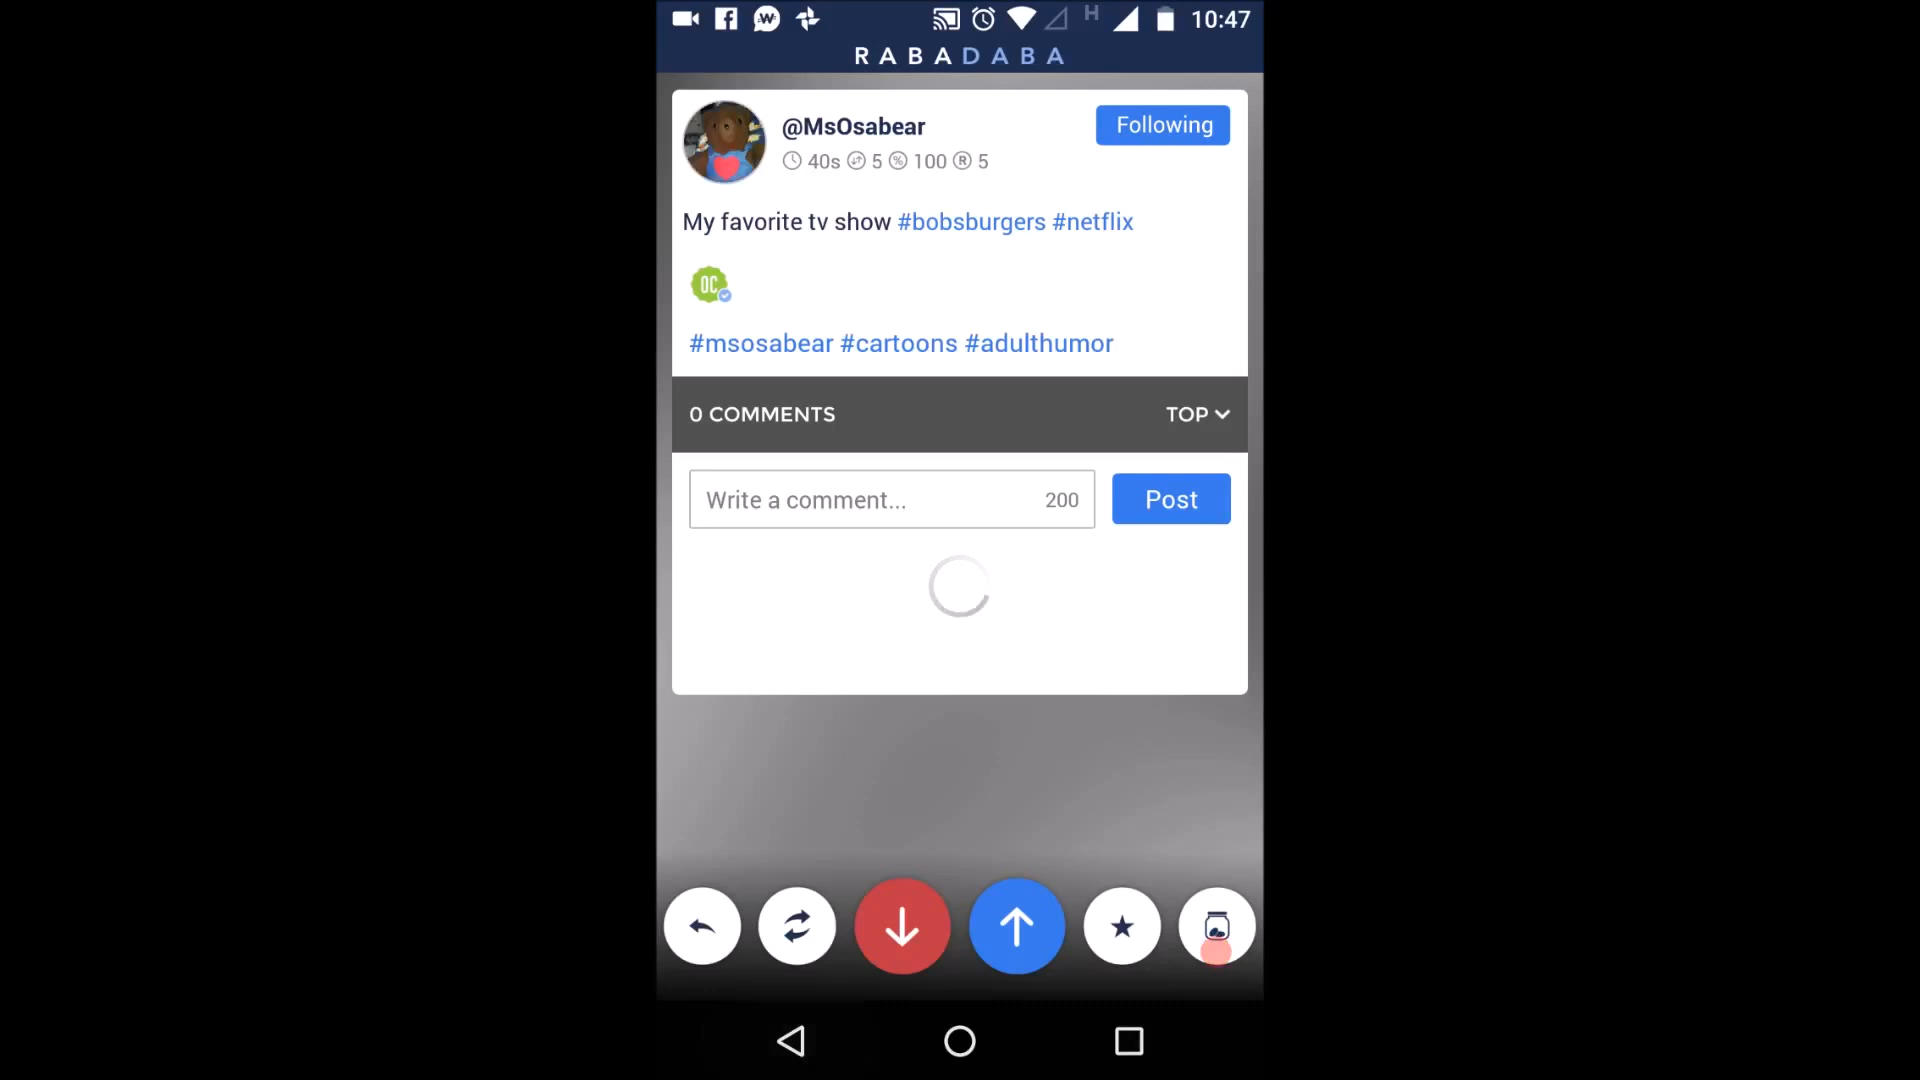 H 10:47
RABADABA
@MsOsabear
Following
40s 5 % 100 R 5
My favorite tv show #bobsburgers #netflix
OC
#msosabear #cartoons #adulthumor
0 COMMENTS
TOP
Write a comment... 200
Post